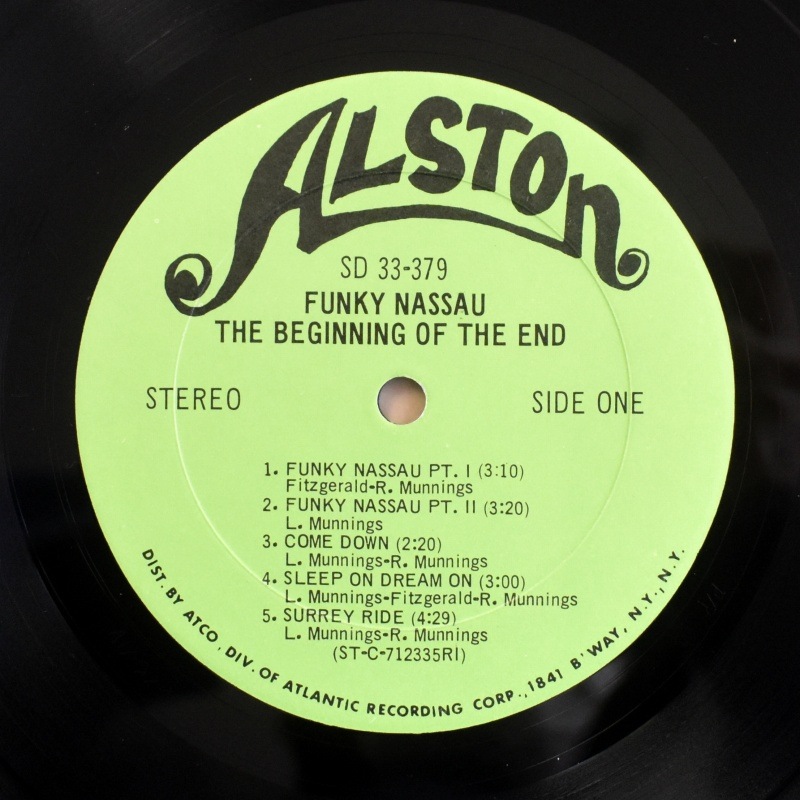 ALSTON
SD 33-379
FUNKY NASSAU
THE BEGINNING OF THE END
STEREO
SIDE ONE
1. FUNKY NASSAU PT. I (3:10)
Fitzgerald-R. Munnings
2. FUNKY NASSAU PT. II (3:20)
L. Munnings
3. COME DOWN (2:20)
L. Munnings-R. Munnings
4. SLEEP ON DREAM ON (3:00)
L. Munnings-Fitzgerald-R. Munnings
5. SURREY RIDE (4:29)
L. Munnings-R. Munnings
(ST-C-712335RI)
DIST. BY ATCO, DIV. OF ATLANTIC RECORDING CORP., 1841 B'WAY, N.Y., N.Y.